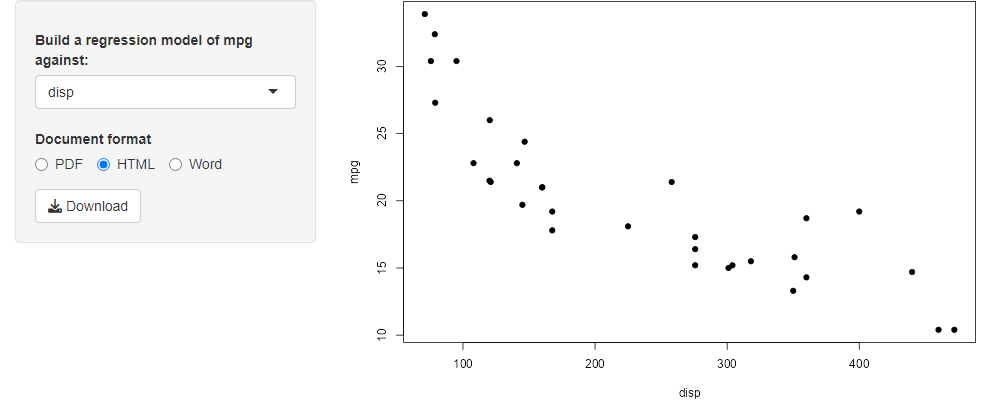 Build a regression model of mpg
against:
disp
Document format
PDF HTML Word
Download
mpg
30
25
20
15
10
100 200 300 400
disp